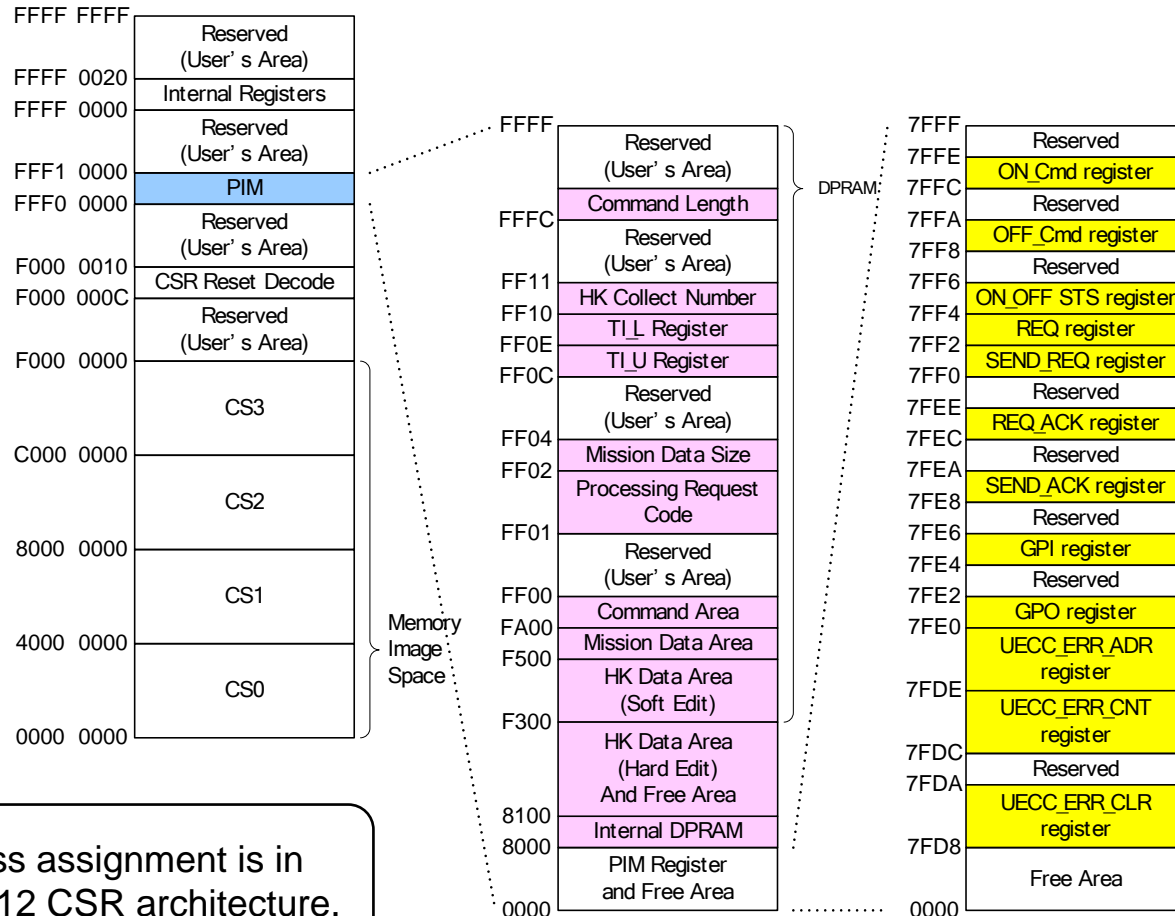 FFFF FFFF
Reserved
(User' s Area)
FFFF 0020
Internal Registers
FFFF 0000
Reserved
(User' s Area)
FFF1 0000
PIM
FFF0 0000
Reserved
(User' s Area)
F000 0010
CSR Reset Decode
F000 000C
Reserved
(User' s Area)
F000 0000
CS3
C000 0000
CS2
8000 0000
CS1
4000 0000
CS0
0000 0000
Memory
Image
Space
FFFF
Reserved
(User' s Area)
Command Length
FFFC
Reserved
(User' s Area)
FF11
HK Collect Number
FF10
TI_L Register
FF0E
TI_U Register
FF0C
Reserved
(User' s Area)
FF04
Mission Data Size
FF02
Processing Request
Code
FF01
Reserved
(User' s Area)
FF00
Command Area
FA00
Mission Data Area
F500
HK Data Area
(Soft Edit)
F300
HK Data Area
(Hard Edit)
And Free Area
8100
Internal DPRAM
8000
PIM Register
and Free Area
0000
DPRAM
7FFF
Reserved
7FFE
ON_Cmd register
7FFC
Reserved
7FFA
OFF_Cmd register
7FF8
Reserved
7FF6
ON_OFF STS register
7FF4
REQ register
7FF2
SEND_REQ register
7FF0
Reserved
7FEE
REQ_ACK register
7FEC
Reserved
7FEA
SEND_ACK register
7FE8
Reserved
7FE6
GPI register
7FE4
Reserved
7FE2
GPO register
7FE0
UECC_ERR_ADR
register
7FDE
UECC_ERR_CNT
register
7FDC
Reserved
7FDA
UECC_ERR_CLR
register
7FD8
Free Area
0000
ss assignment is in
12 CSR architecture.